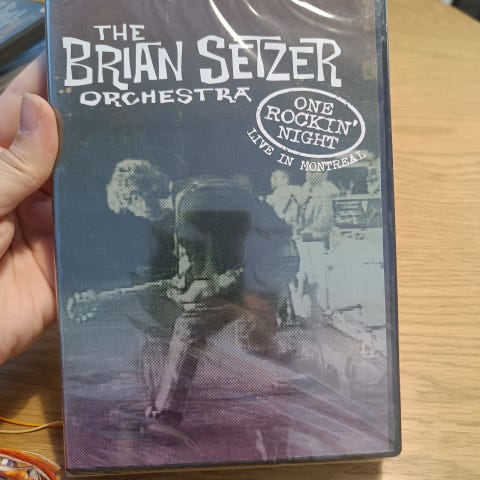 THE
BRIAN SETZER
ORCHESTRA
ONE
ROCKIN'
NIGHT
LIVE IN MONTREAL